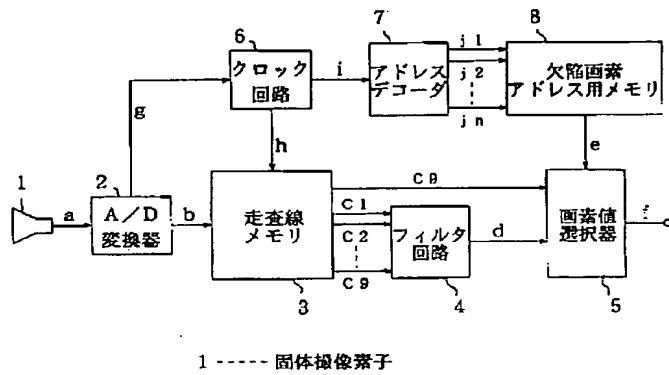 6
クロック
回路
7
アドレス
デコーダ
8
欠陥画素
アドレス用メモリ
i
j1
j2
jn
g
h
e
1
a
2
A/D
変換器
b
走査線
メモリ
3
c9
c1
c2
c9
フィルタ
回路
4
d
画素値
選択器
5
f
1 ----- 固体撮像素子